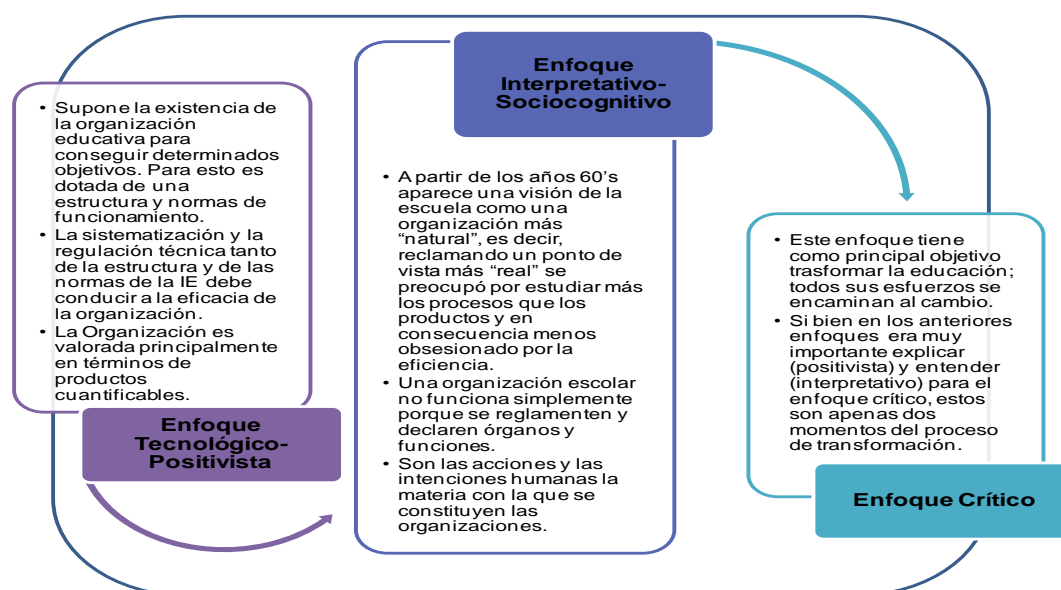 • Supone la existencia de
la organización
educativa para
conseguir determinados
objetivos. Para esto es
dotada de una
estructura y normas de
funcionamiento.
• La sistematización y la
regulación técnica tanto
de la estructura y de las
normas de la IE debe
conducir a la eficacia de
la organización.
• La Organización es
valorada principalmente
en términos de
productos
cuantificables.
Enfoque
Tecnológico-
Positivista
Enfoque
Interpretativo-
Sociocognitivo
• A partir de los años 60's
aparece una visión de la
escuela como una
organización más
“natural”, es decir,
reclamando un ponto de
vista más “real” se
preocupó por estudiar más
los procesos que los
productos y en
consecuencia menos
obsesionado por la
eficiencia.
• Una organización escolar
no funciona simplemente
porque se reglamenten y
declaren órganos y
funciones.
• Son las acciones y las
intenciones humanas la
materia con la que se
constituyen las
organizaciones.
• Este enfoque tiene
como principal objetivo
trasformar la educación;
todos sus esfuerzos se
encaminan al cambio.
• Si bien en los anteriores
enfoques era muy
importante explicar
(positivista) y entender
(interpretativo) para el
enfoque crítico, estos
son apenas dos
momentos del proceso
de transformación.
Enfoque Crítico